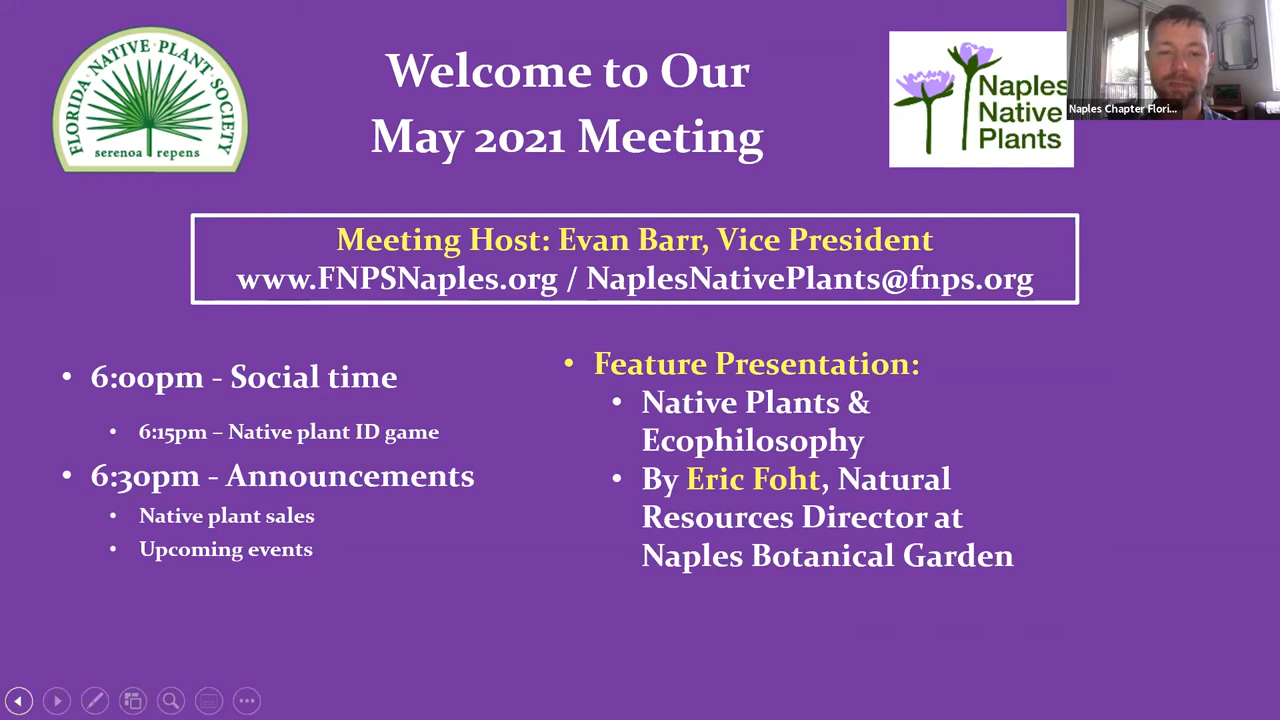 FLORIDA · NATIVE · PLANT · SOCIETY
serenoa repens
Welcome to Our
May 2021 Meeting
Naples
Native
Plants
Naples Chapter Flori...
Meeting Host: Evan Barr, Vice President
www.FNPSNaples.org / NaplesNativePlants@fnps.org
• 6:00pm - Social time
• 6:15pm – Native plant ID game
• 6:30pm - Announcements
• Native plant sales
• Upcoming events
• Feature Presentation:
• Native Plants &
Ecophilosophy
• By Eric Foht, Natural
Resources Director at
Naples Botanical Garden